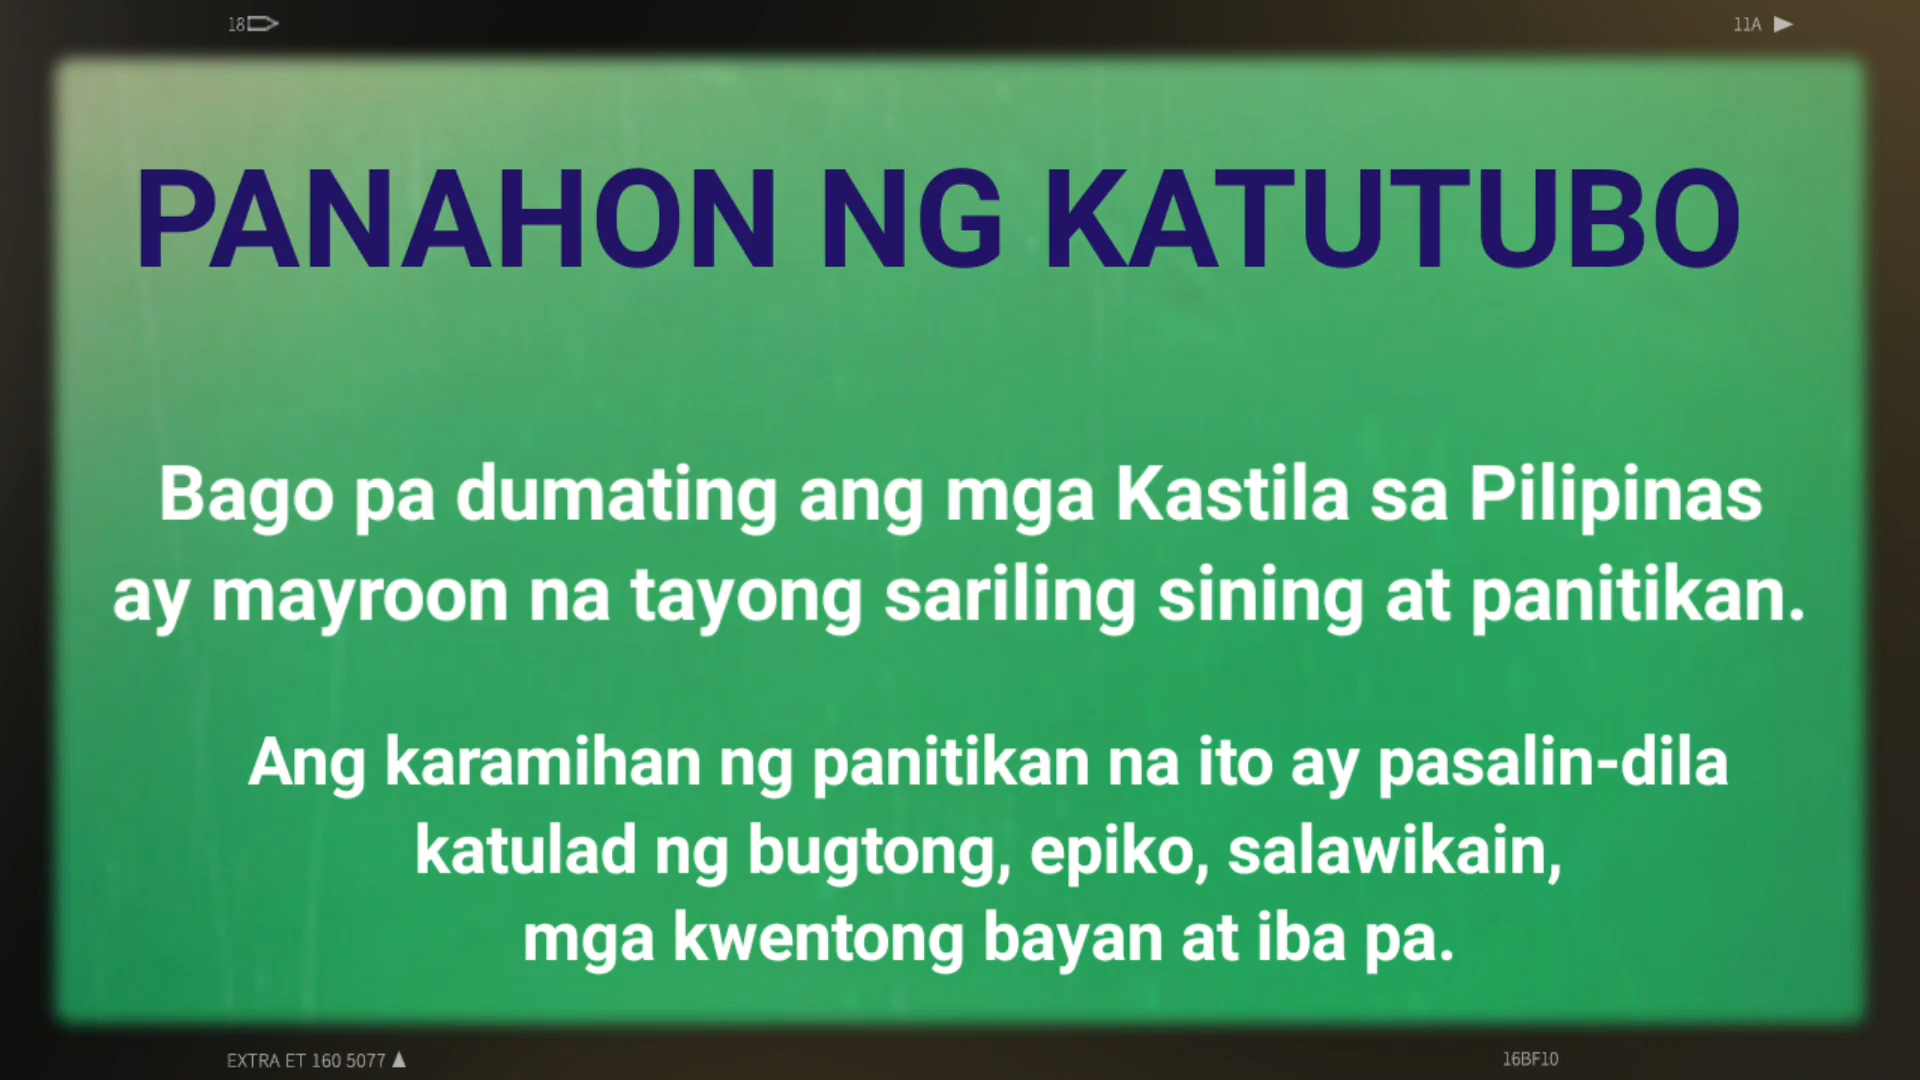 18
11A
PANAHON NG KATUTUBO
Bago pa dumating ang mga Kastila sa Pilipinas
ay mayroon na tayong sariling sining at panitikan.
Ang karamihan ng panitikan na ito ay pasalin-dila
katulad ng bugtong, epiko, salawikain,
mga kwentong bayan at iba pa.
EXTRA ET 160 5077
16BF10